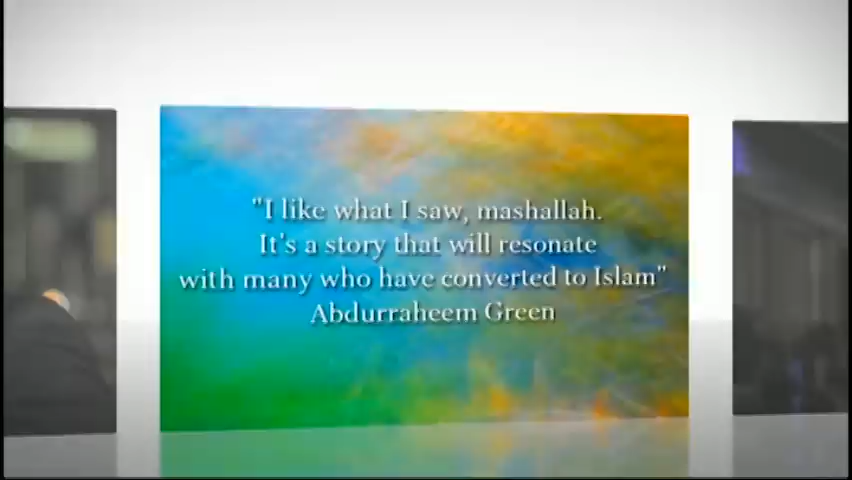 "I like what I saw, mashallah.
It's a story that will resonate
with many who have converted to Islam"
Abdurraheem Green